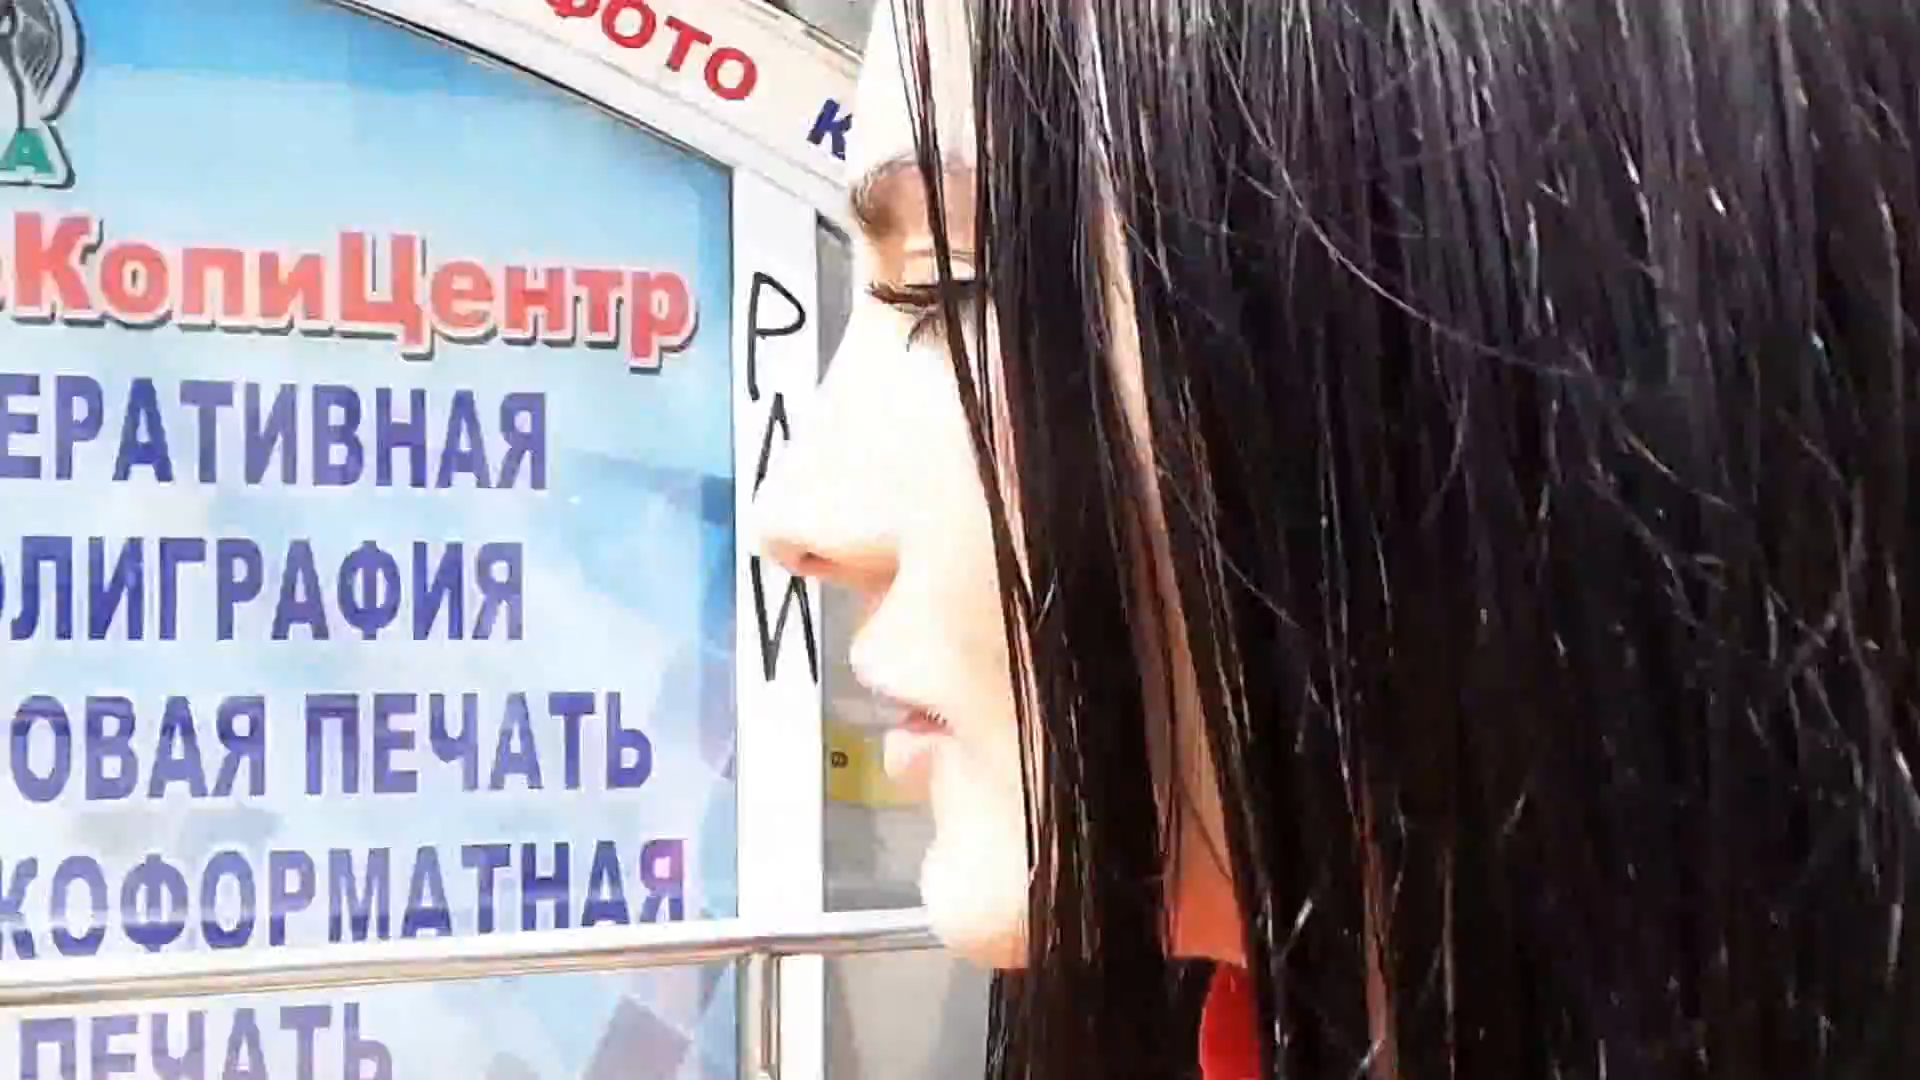 ФОТО
К
А
КопиЦентр
ЕРАТИВНАЯ
ОЛИГРАФИЯ
ОВАЯ ПЕЧАТЬ
КОФОРМАТНАЯ
ПЕЧАТЬ